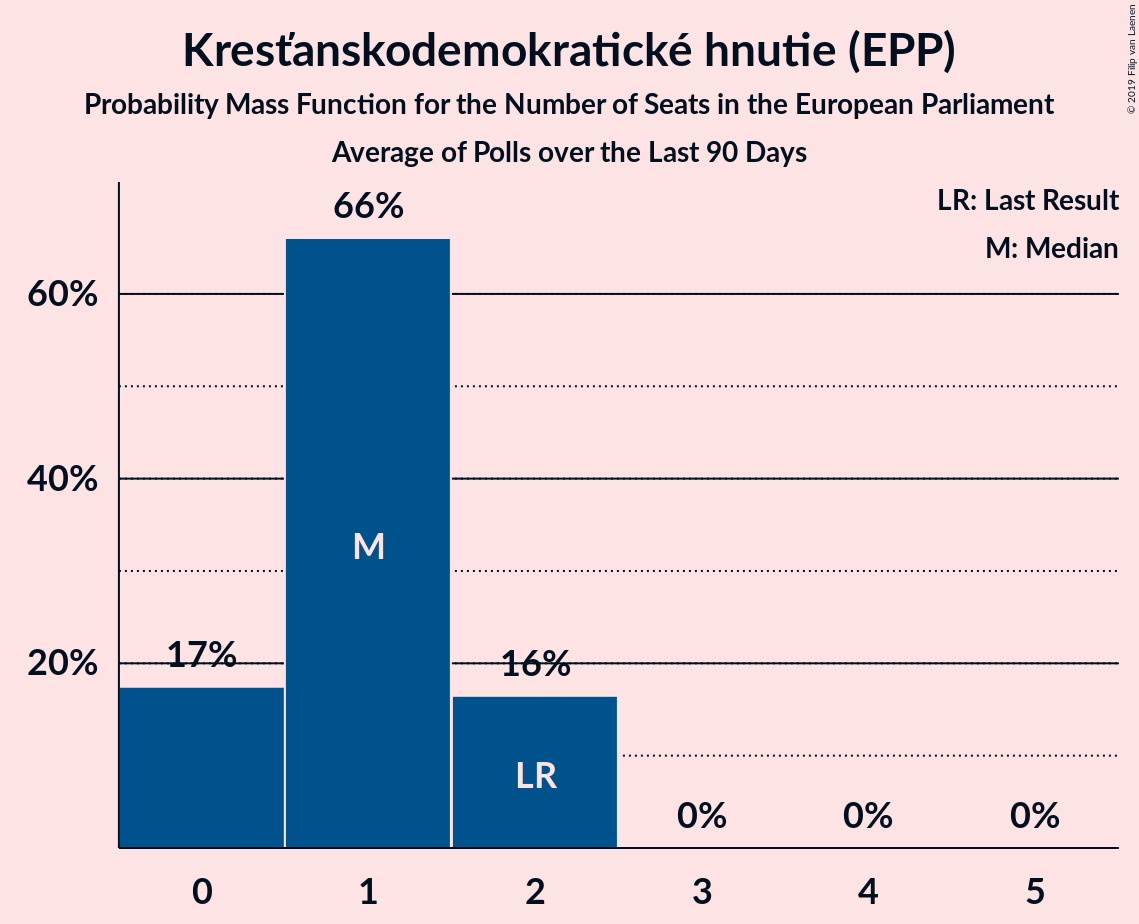 Kresťanskodemokratické hnutie (EPP)
Probability Mass Function for the Number of Seats in the European Parliament
Average of Polls over the Last 90 Days
© 2019 Filip van Laenen
LR: Last Result
M: Median
66%
60%
40%
M
17%
16%
20%
LR
0%
0%
0%
0
1
2
3
4
5